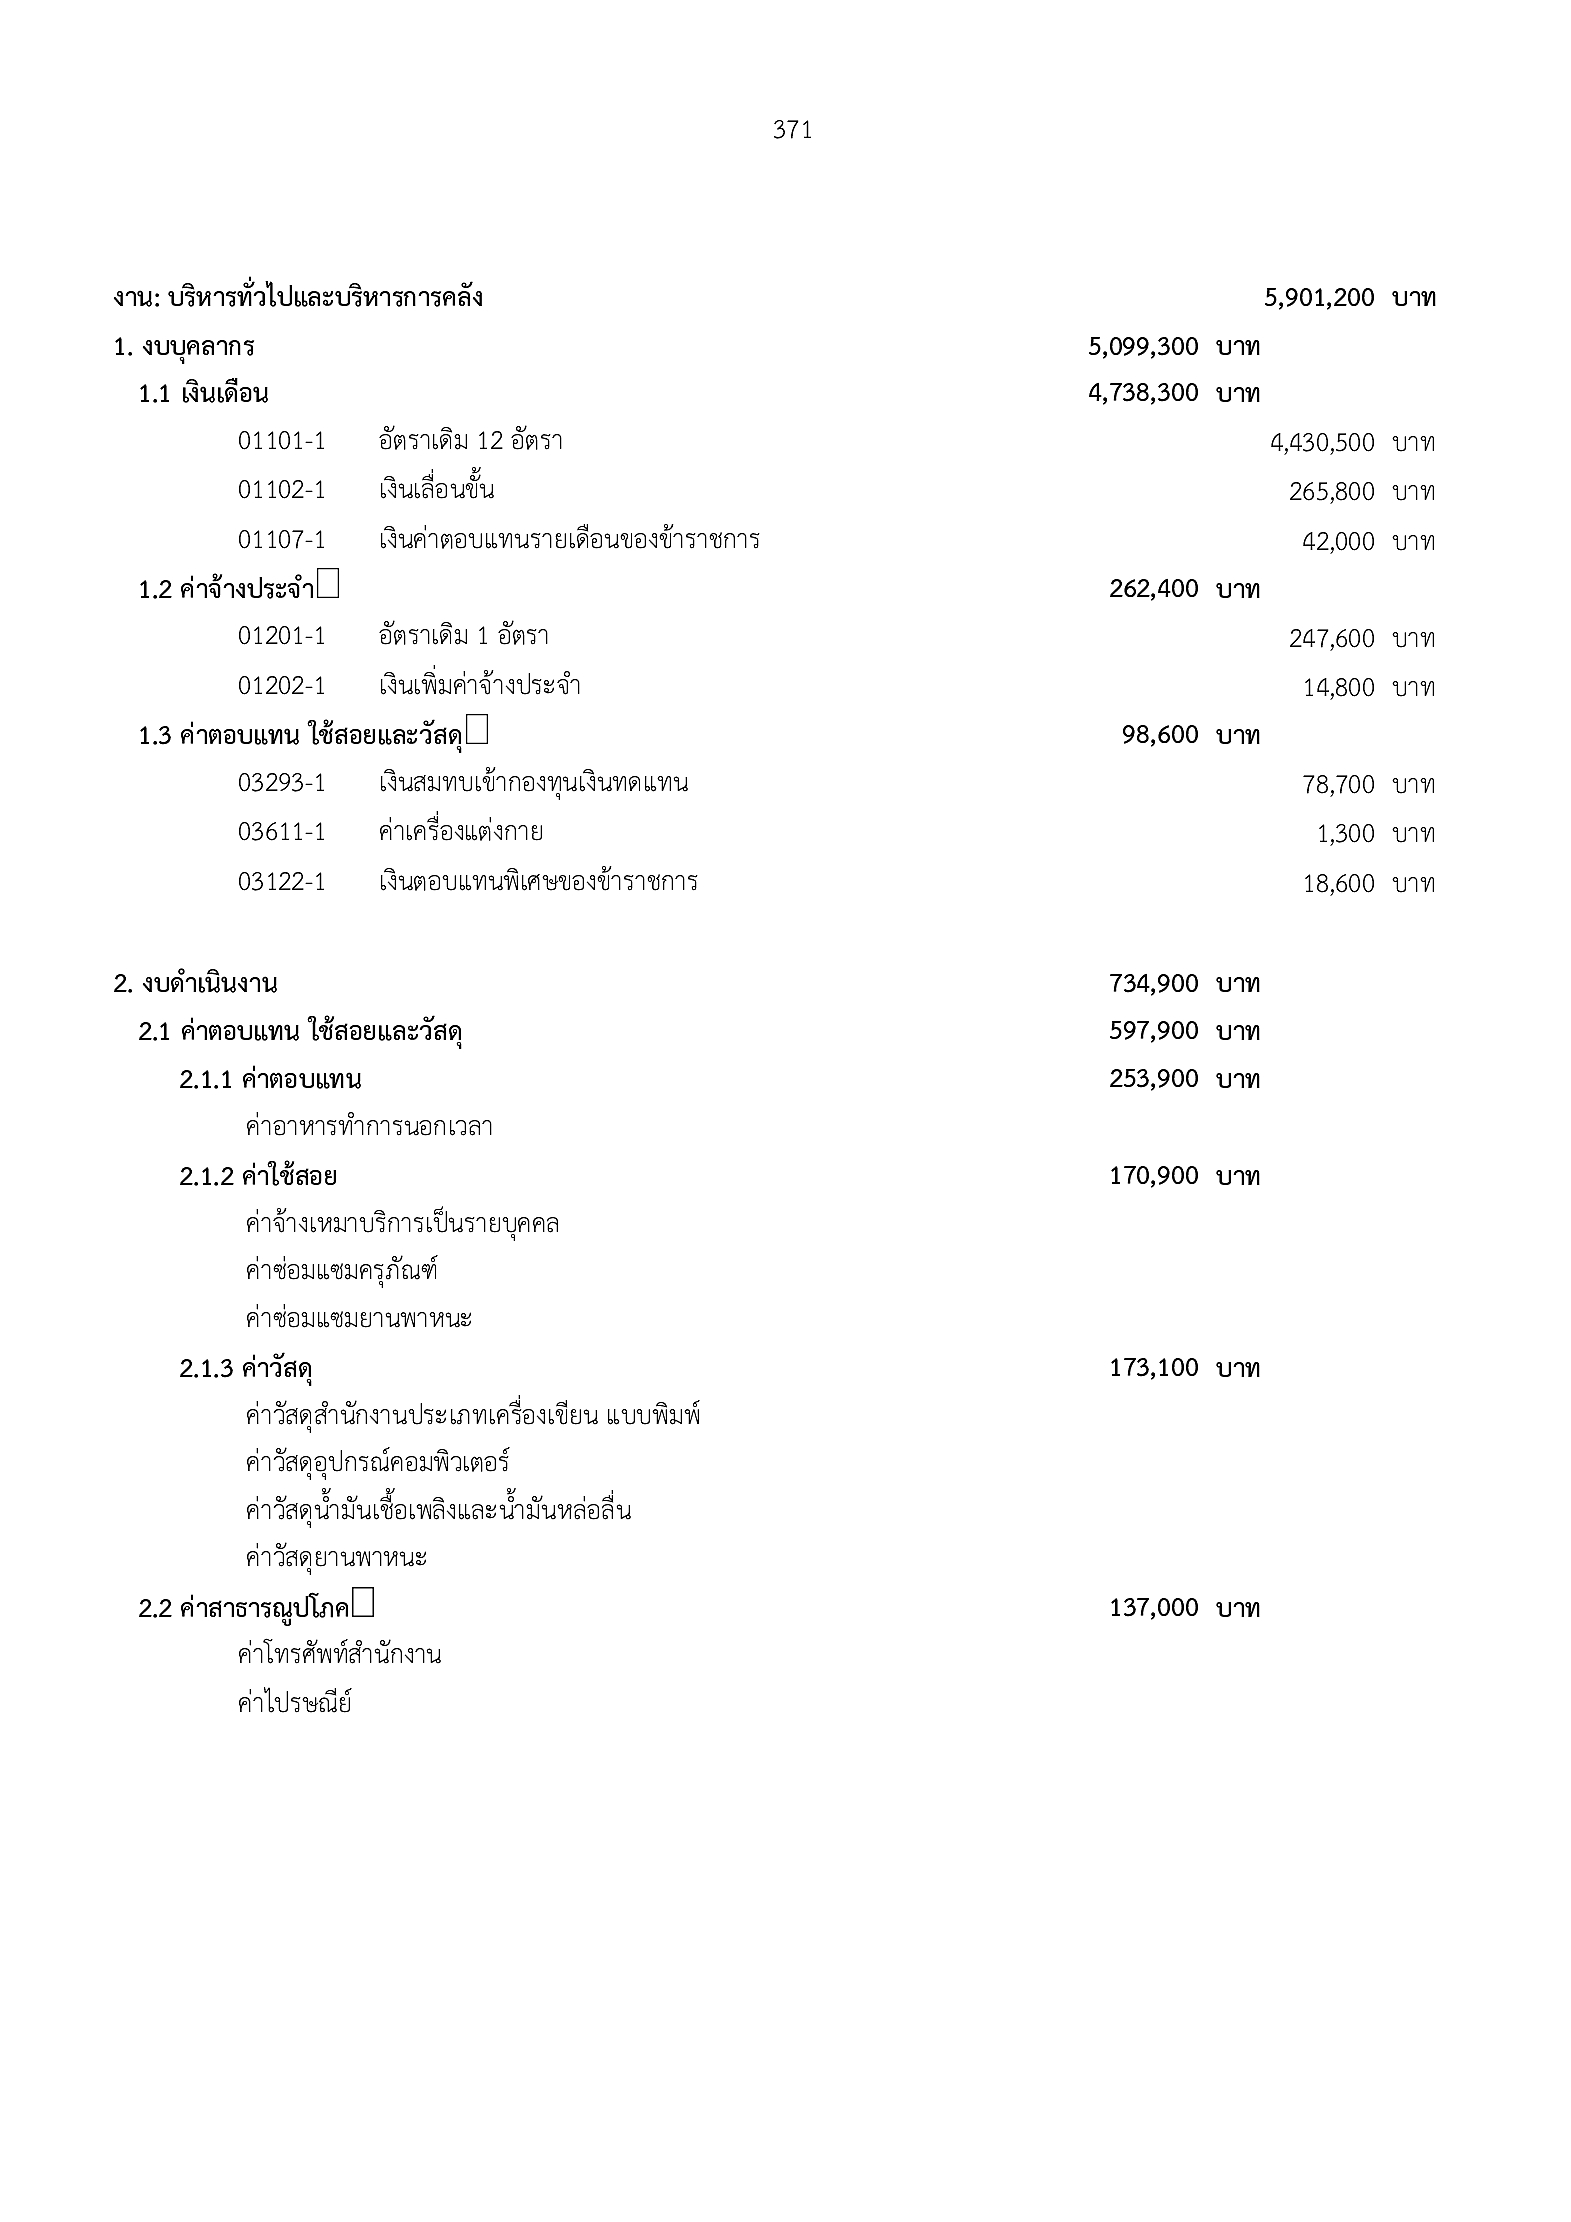 371
งาน: บริหารทั่วไปและบริหารการคลัง 5,901,200 บาท
1. งบบุคลากร 5,099,300 บาท
1.1 เงินเดือน 4,738,300 บาท
01101-1 อัตราเดิม 12 อัตรา 4,430,500 บาท
01102-1 เงินเลื่อนขั้น 265,800 บาท
01107-1 เงินค่าตอบแทนรายเดือนของข้าราชการ 42,000 บาท
1.2 ค่าจ้างประจำ 262,400 บาท
01201-1 อัตราเดิม 1 อัตรา 247,600 บาท
01202-1 เงินเพิ่มค่าจ้างประจำ 14,800 บาท
1.3 ค่าตอบแทน ใช้สอยและวัสดุ 98,600 บาท
03293-1 เงินสมทบเข้ากองทุนเงินทดแทน 78,700 บาท
03611-1 ค่าเครื่องแต่งกาย 1,300 บาท
03122-1 เงินตอบแทนพิเศษของข้าราชการ 18,600 บาท
2. งบดำเนินงาน 734,900 บาท
2.1 ค่าตอบแทน ใช้สอยและวัสดุ 597,900 บาท
2.1.1 ค่าตอบแทน 253,900 บาท
ค่าอาหารทำการนอกเวลา
2.1.2 ค่าใช้สอย 170,900 บาท
ค่าจ้างเหมาบริการเป็นรายบุคคล
ค่าซ่อมแซมครุภัณฑ์
ค่าซ่อมแซมยานพาหนะ
2.1.3 ค่าวัสดุ 173,100 บาท
ค่าวัสดุสำนักงานประเภทเครื่องเขียน แบบพิมพ์
ค่าวัสดุอุปกรณ์คอมพิวเตอร์
ค่าวัสดุน้ำมันเชื้อเพลิงและน้ำมันหล่อลื่น
ค่าวัสดุยานพาหนะ
2.2 ค่าสาธารณูปโภค 137,000 บาท
ค่าโทรศัพท์สำนักงาน
ค่าไปรษณีย์